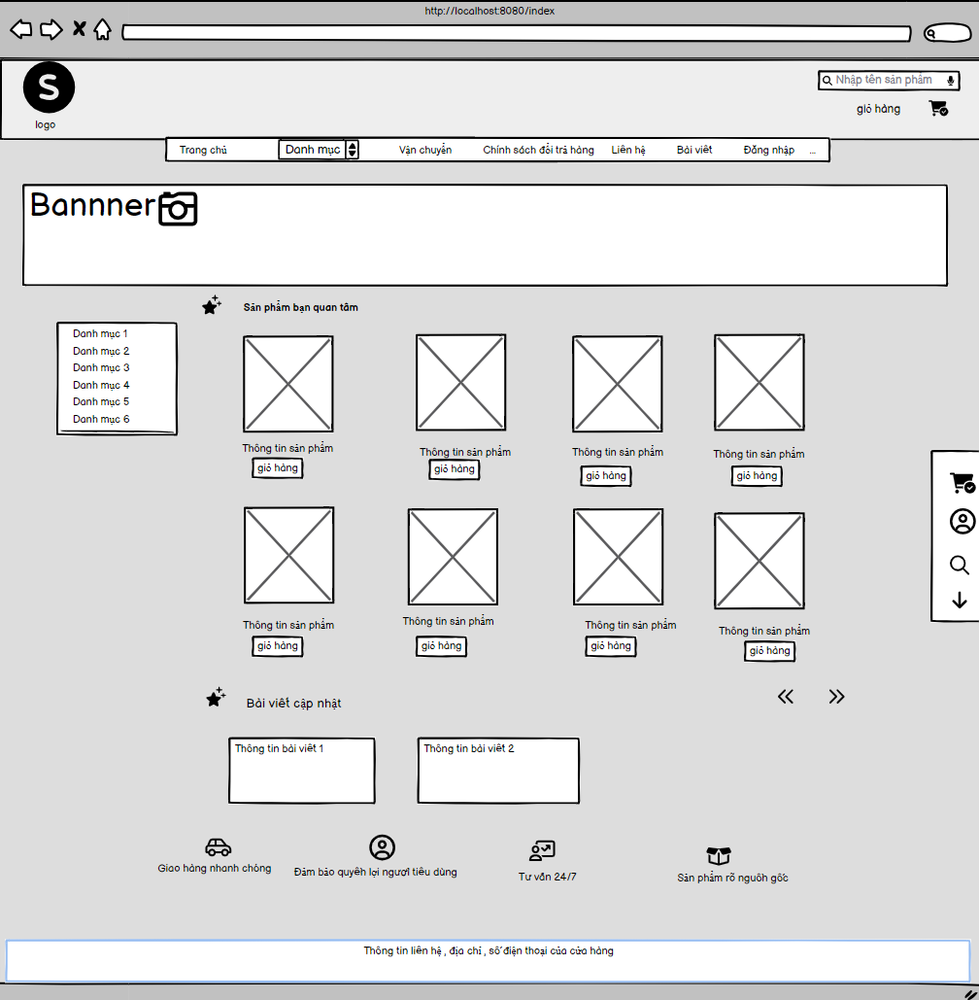 http://localhost:8080/index
S
logo
Nhập tên sản phẩm
giỏ hàng
Trang chủ Danh mục Vận chuyển Chính sách đổi trả hàng Liên hệ Bài viết Đăng nhập ...
Bannner
Sản phẩm bạn quan tâm
Danh mục 1
Danh mục 2
Danh mục 3
Danh mục 4
Danh mục 5
Danh mục 6
Thông tin sản phẩm Thông tin sản phẩm Thông tin sản phẩm Thông tin sản phẩm
giỏ hàng giỏ hàng giỏ hàng giỏ hàng
Thông tin sản phẩm Thông tin sản phẩm Thông tin sản phẩm Thông tin sản phẩm
giỏ hàng giỏ hàng giỏ hàng giỏ hàng
Bài viết cập nhật
Thông tin bài viết 1 Thông tin bài viết 2
Giao hàng nhanh chóng Đảm bảo quyền lợi người tiêu dùng Tư vấn 24/7 Sản phẩm rõ nguồn gốc
Thông tin liên hệ , địa chỉ , số điện thoại của cửa hàng